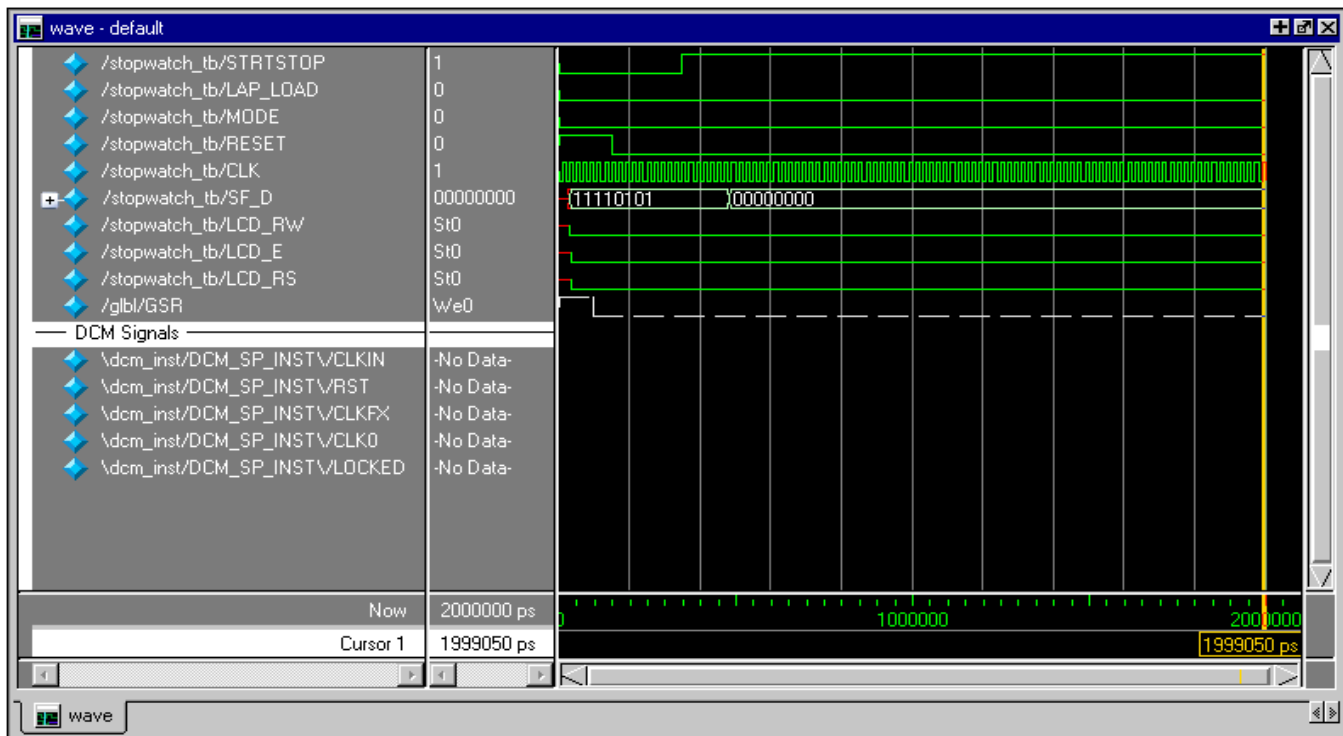 wave - default
/stopwatch_tb/STRTSTOP 1
/stopwatch_tb/LAP_LOAD 0
/stopwatch_tb/MODE 0
/stopwatch_tb/RESET 0
/stopwatch_tb/CLK 1
/stopwatch_tb/SF_D 00000000 11110101 00000000
/stopwatch_tb/LCD_RW St0
/stopwatch_tb/LCD_E St0
/stopwatch_tb/LCD_RS St0
/glbl/GSR We0
DCM Signals
\dcm_inst/DCM_SP_INST\/CLKIN -No Data-
\dcm_inst/DCM_SP_INST\/RST -No Data-
\dcm_inst/DCM_SP_INST\/CLKFX -No Data-
\dcm_inst/DCM_SP_INST\/CLK0 -No Data-
\dcm_inst/DCM_SP_INST\/LOCKED -No Data-
Now 2000000 ps 0 1000000 2000000
Cursor 1 1999050 ps 1999050 ps
wave